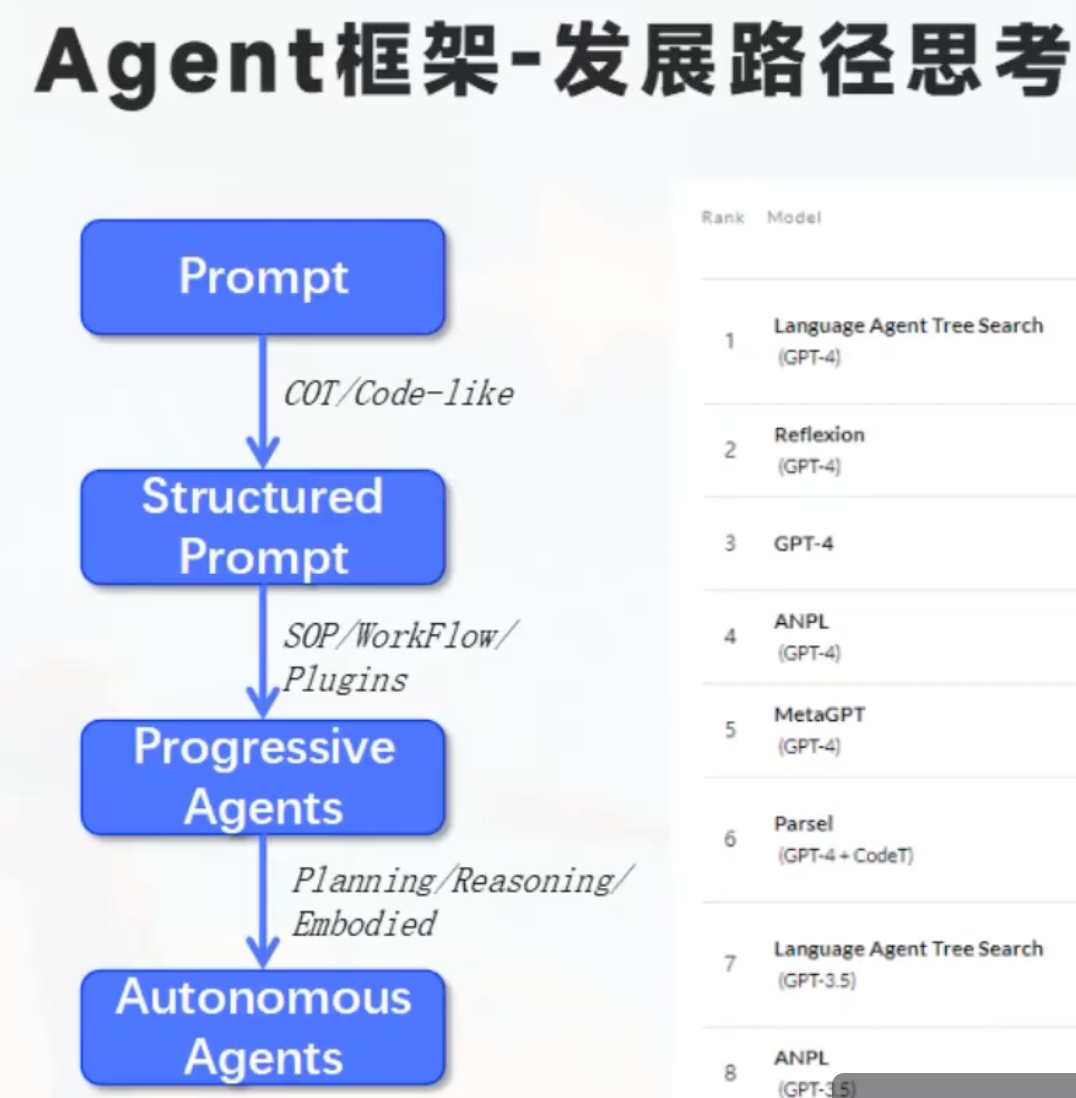 Agent框架-发展路径思考
Prompt
COT/Code-like
Structured
Prompt
SOP/WorkFlow/
Plugins
Progressive
Agents
Planning/Reasoning/
Embodied
Autonomous
Agents
Rank Model
1 Language Agent Tree Search
(GPT-4)
2 Reflexion
(GPT-4)
3 GPT-4
4 ANPL
(GPT-4)
5 MetaGPT
(GPT-4)
6 Parsel
(GPT-4 + CodeT)
7 Language Agent Tree Search
(GPT-3.5)
8 ANPL
(GPT-3.5)